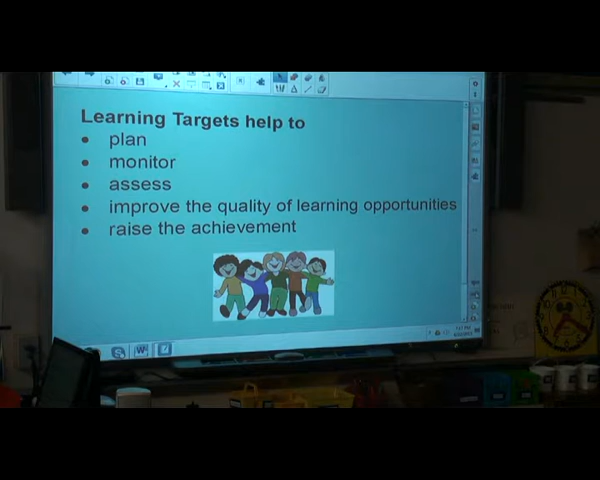 Learning Targets help to
• plan
• monitor
• assess
• improve the quality of learning opportunities
• raise the achievement